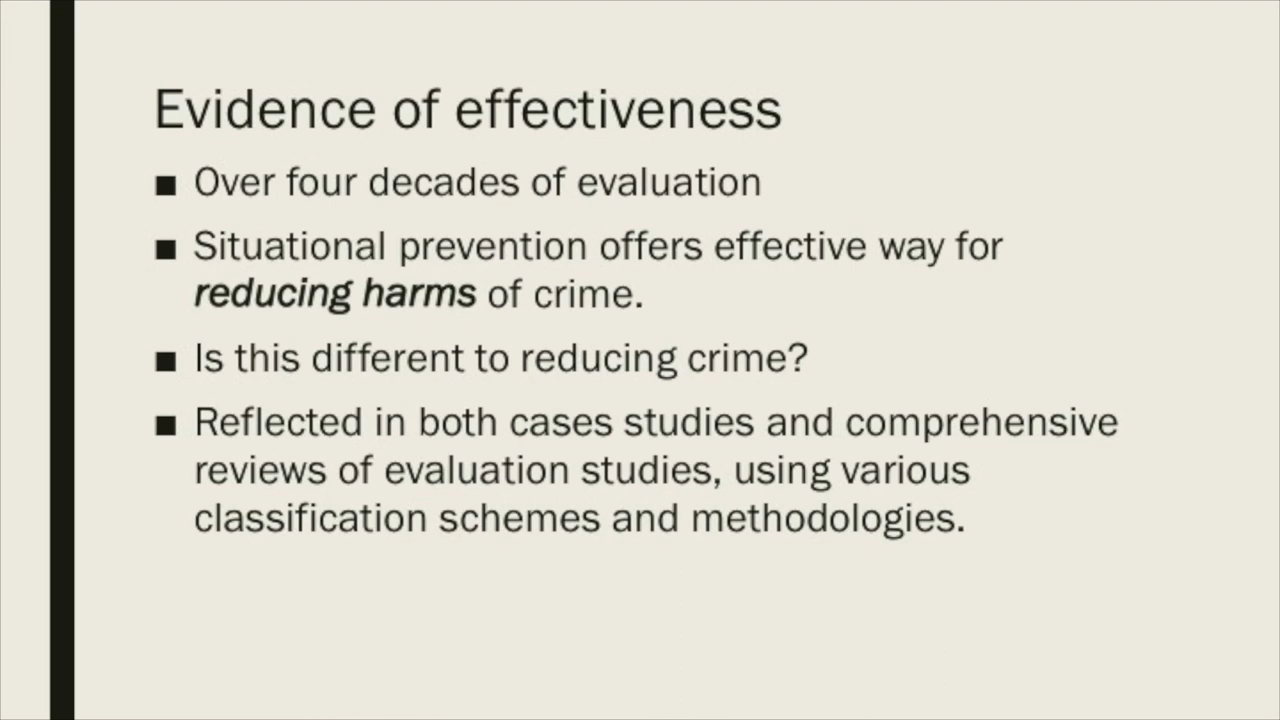 Evidence of effectiveness
■ Over four decades of evaluation
■ Situational prevention offers effective way for
reducing harms of crime.
■ Is this different to reducing crime?
■ Reflected in both cases studies and comprehensive
reviews of evaluation studies, using various
classification schemes and methodologies.